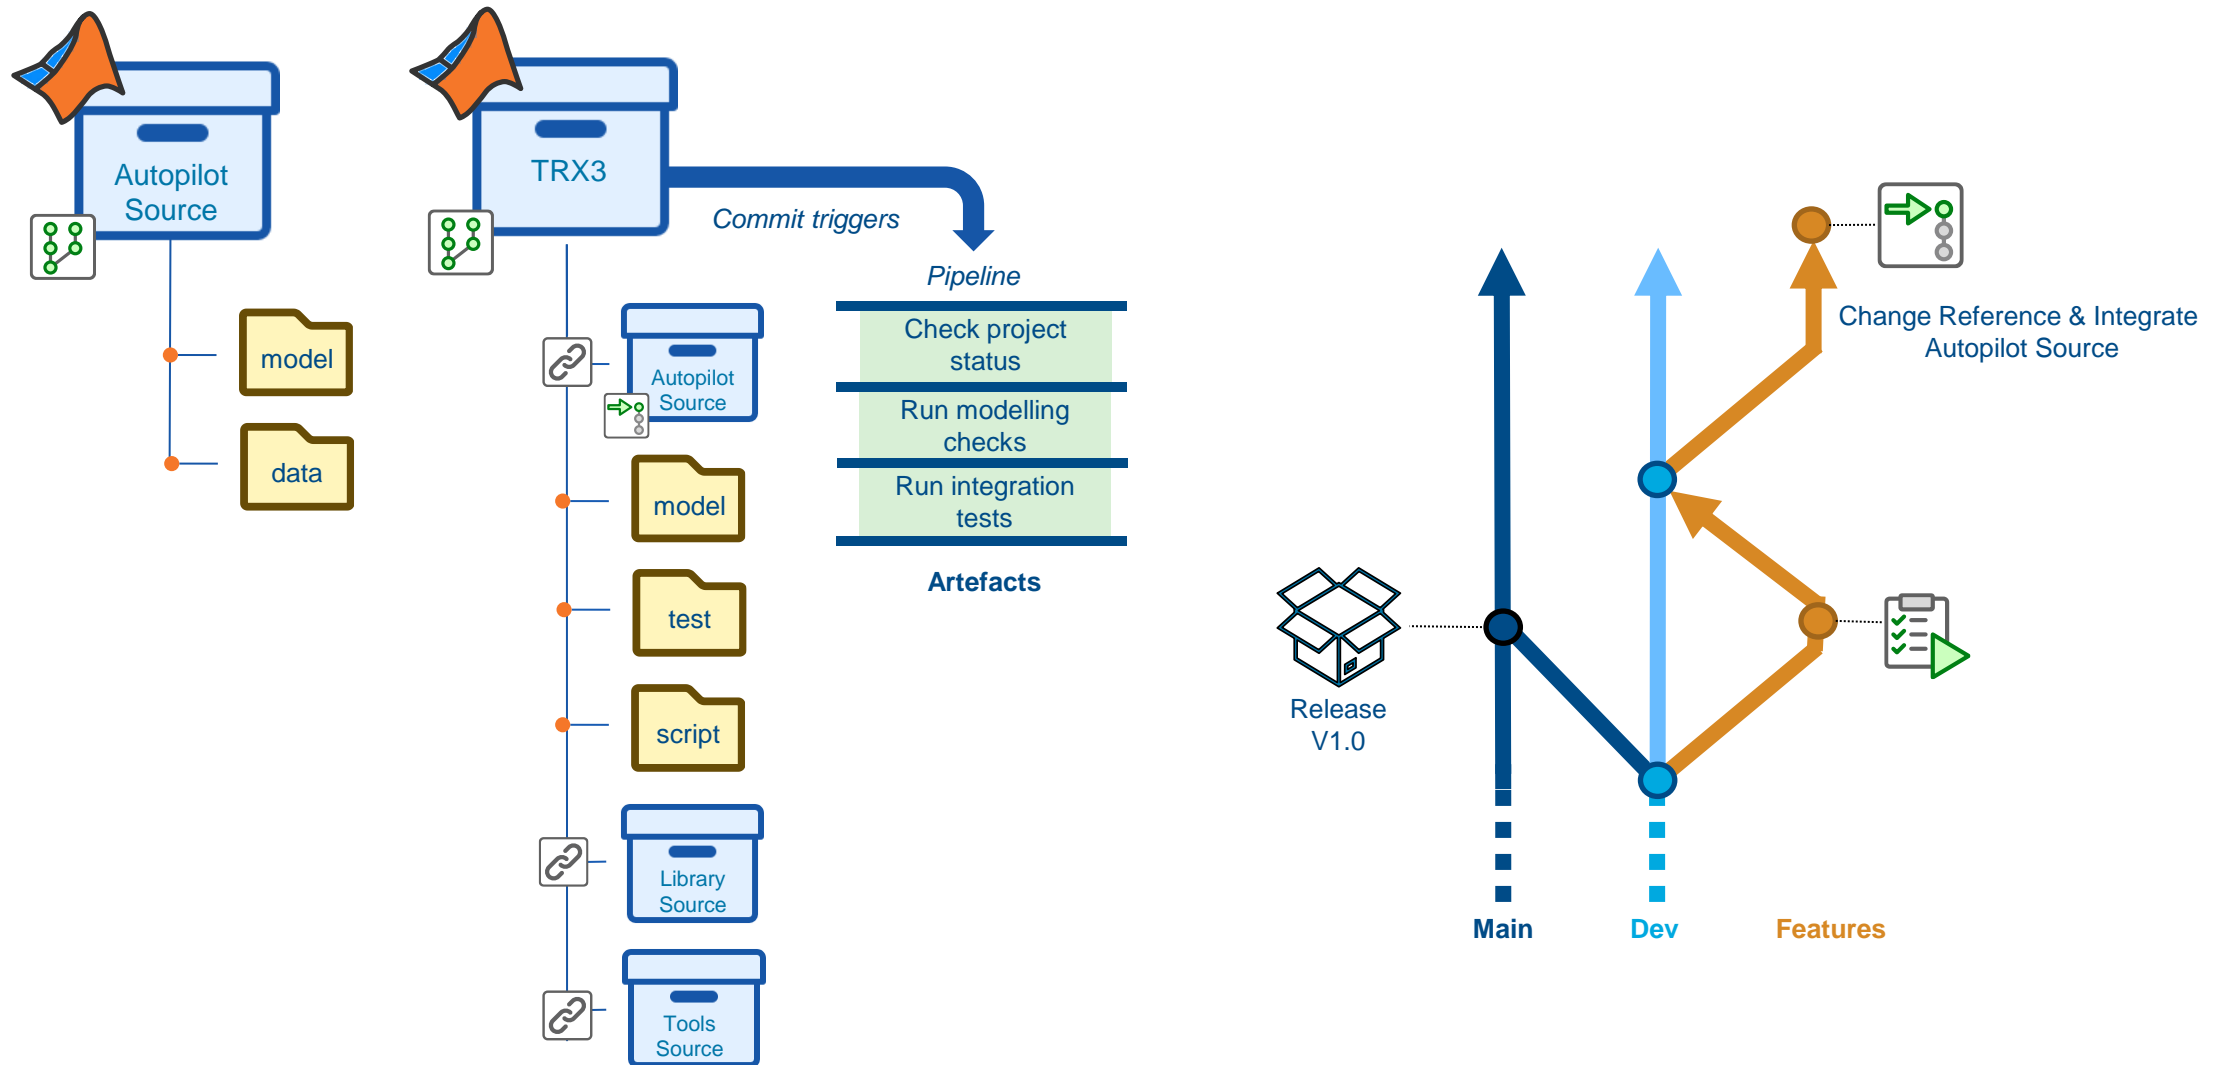 Autopilot
Source
model
data
TRX3
Commit triggers
Autopilot
Source
model
test
script
Library
Source
Tools
Source
Pipeline
Check project
status
Run modelling
checks
Run integration
tests
Artefacts
Release
V1.0
Change Reference & Integrate
Autopilot Source
Main
Dev
Features